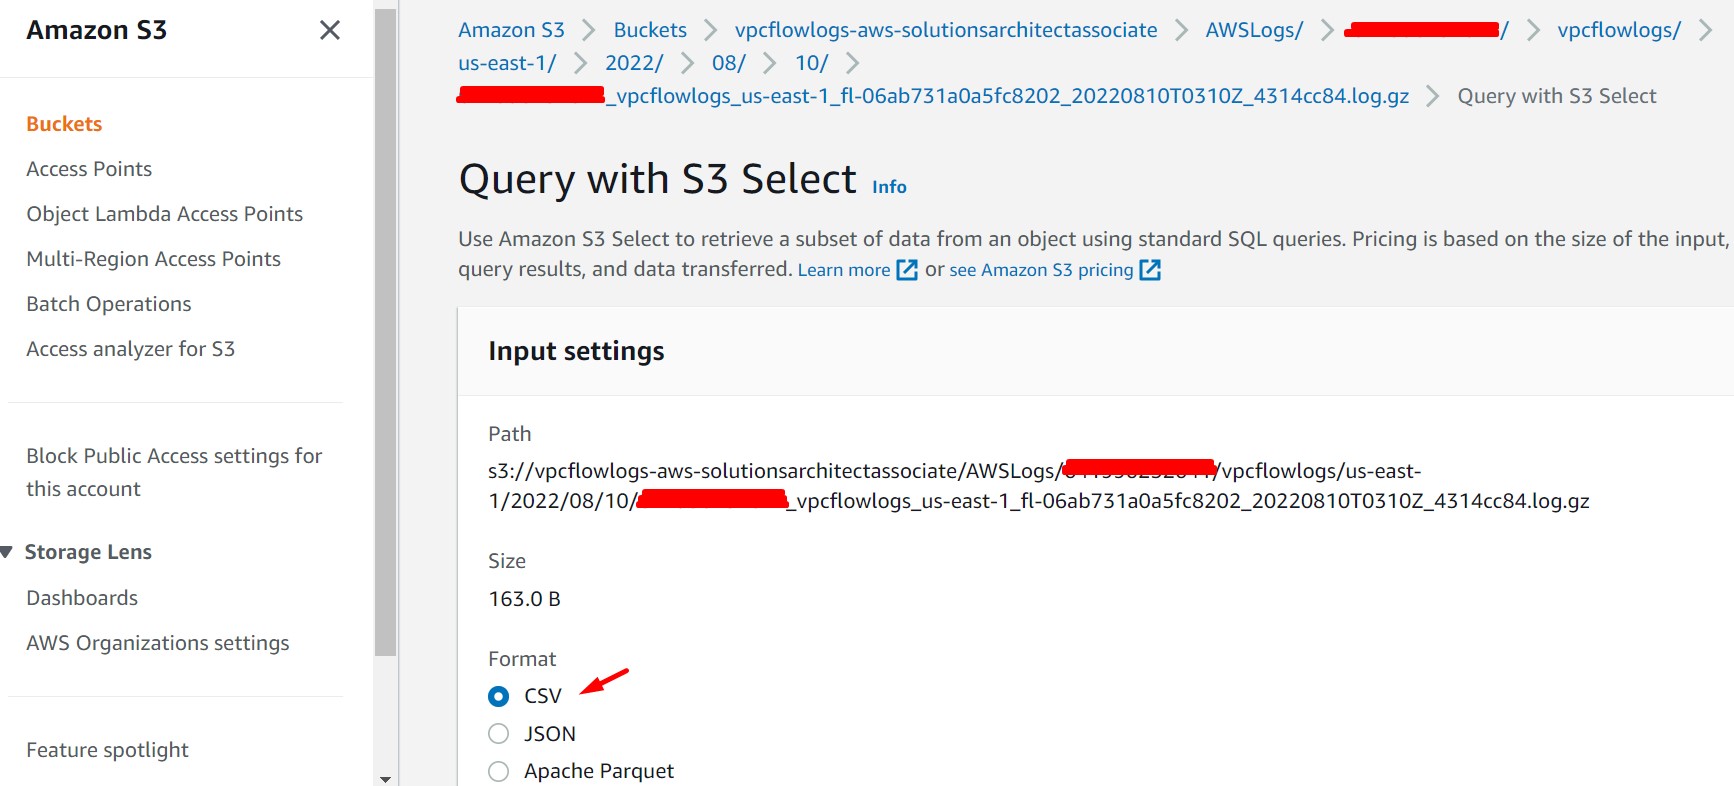 Amazon S3
Buckets
Access Points
Object Lambda Access Points
Multi-Region Access Points
Batch Operations
Access analyzer for S3
Block Public Access settings for
this account
Storage Lens
Dashboards
AWS Organizations settings
Feature spotlight
Amazon S3 > Buckets > vpcflowlogs-aws-solutionsarchitectassociate > AWSLogs/ > / > vpcflowlogs/ >
us-east-1/ > 2022/ > 08/ > 10/ >
_vpcflowlogs_us-east-1_fl-06ab731a0a5fc8202_20220810T0310Z_4314cc84.log.gz > Query with S3 Select
Query with S3 Select Info
Use Amazon S3 Select to retrieve a subset of data from an object using standard SQL queries. Pricing is based on the size of the input,
query results, and data transferred. Learn more or see Amazon S3 pricing
Input settings
Path
s3://vpcflowlogs-aws-solutionsarchitectassociate/AWSLogs/ /vpcflowlogs/us-east-
1/2022/08/10/ _vpcflowlogs_us-east-1_fl-06ab731a0a5fc8202_20220810T0310Z_4314cc84.log.gz
Size
163.0 B
Format
CSV
JSON
Apache Parquet